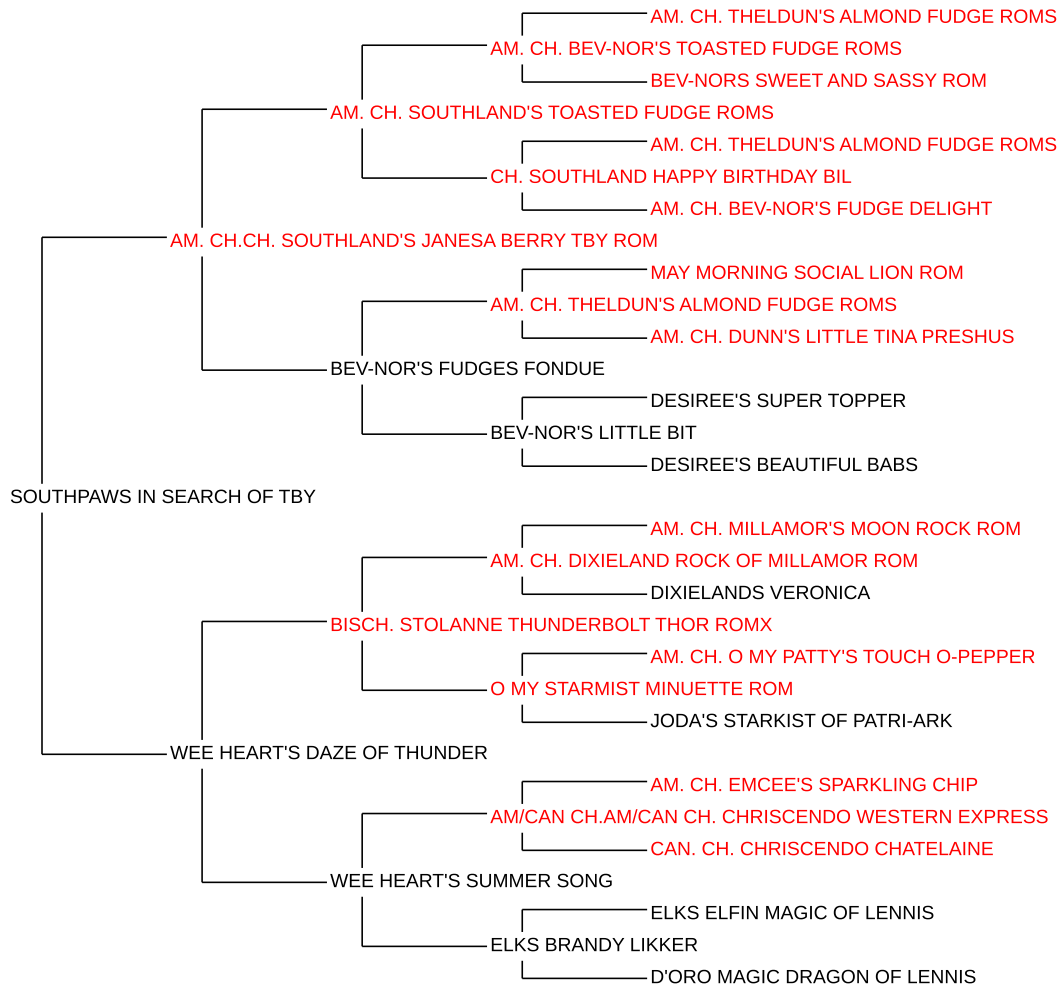 AM. CH. THELDUN'S ALMOND FUDGE ROMS
AM. CH. BEV-NOR'S TOASTED FUDGE ROMS
BEV-NORS SWEET AND SASSY ROM
AM. CH. SOUTHLAND'S TOASTED FUDGE ROMS
AM. CH. THELDUN'S ALMOND FUDGE ROMS
CH. SOUTHLAND HAPPY BIRTHDAY BIL
AM. CH. BEV-NOR'S FUDGE DELIGHT
AM. CH.CH. SOUTHLAND'S JANESA BERRY TBY ROM
MAY MORNING SOCIAL LION ROM
AM. CH. THELDUN'S ALMOND FUDGE ROMS
AM. CH. DUNN'S LITTLE TINA PRESHUS
BEV-NOR'S FUDGES FONDUE
DESIREE'S SUPER TOPPER
BEV-NOR'S LITTLE BIT
DESIREE'S BEAUTIFUL BABS
SOUTHPAWS IN SEARCH OF TBY
AM. CH. MILLAMOR'S MOON ROCK ROM
AM. CH. DIXIELAND ROCK OF MILLAMOR ROM
DIXIELANDS VERONICA
BISCH. STOLANNE THUNDERBOLT THOR ROMX
AM. CH. O MY PATTY'S TOUCH O-PEPPER
O MY STARMIST MINUETTE ROM
JODA'S STARKIST OF PATRI-ARK
WEE HEART'S DAZE OF THUNDER
AM. CH. EMCEE'S SPARKLING CHIP
AM/CAN CH.AM/CAN CH. CHRISCENDO WESTERN EXPRESS
CAN. CH. CHRISCENDO CHATELAINE
WEE HEART'S SUMMER SONG
ELKS ELFIN MAGIC OF LENNIS
ELKS BRANDY LIKKER
D'ORO MAGIC DRAGON OF LENNIS